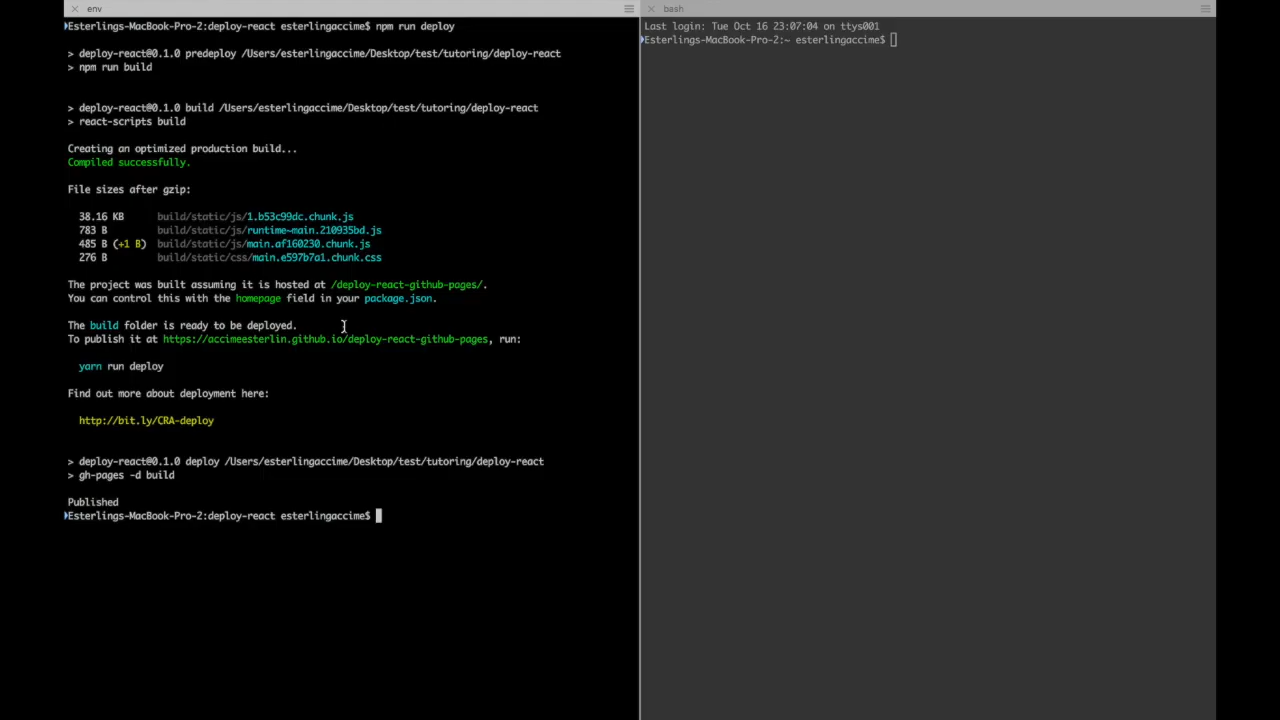 env
Esterlings-MacBook-Pro-2:deploy-react esterlingaccime$ npm run deploy
> deploy-react@0.1.0 predeploy /Users/esterlingaccime/Desktop/test/tutoring/deploy-react
> npm run build
> deploy-react@0.1.0 build /Users/esterlingaccime/Desktop/test/tutoring/deploy-react
> react-scripts build
Creating an optimized production build...
Compiled successfully.
File sizes after gzip:
38.16 KB build/static/js/1.b53c99dc.chunk.js
783 B build/static/js/runtime~main.210935bd.js
485 B (+1 B) build/static/js/main.af160230.chunk.js
276 B build/static/css/main.e597b7a1.chunk.css
The project was built assuming it is hosted at /deploy-react-github-pages/.
You can control this with the homepage field in your package.json.
The build folder is ready to be deployed.
To publish it at https://accimeesterlin.github.io/deploy-react-github-pages, run:
yarn run deploy
Find out more about deployment here:
http://bit.ly/CRA-deploy
> deploy-react@0.1.0 deploy /Users/esterlingaccime/Desktop/test/tutoring/deploy-react
> gh-pages -d build
Published
Esterlings-MacBook-Pro-2:deploy-react esterlingaccime$
bash
Last login: Tue Oct 16 23:07:04 on ttys001
Esterlings-MacBook-Pro-2:~ esterlingaccime$